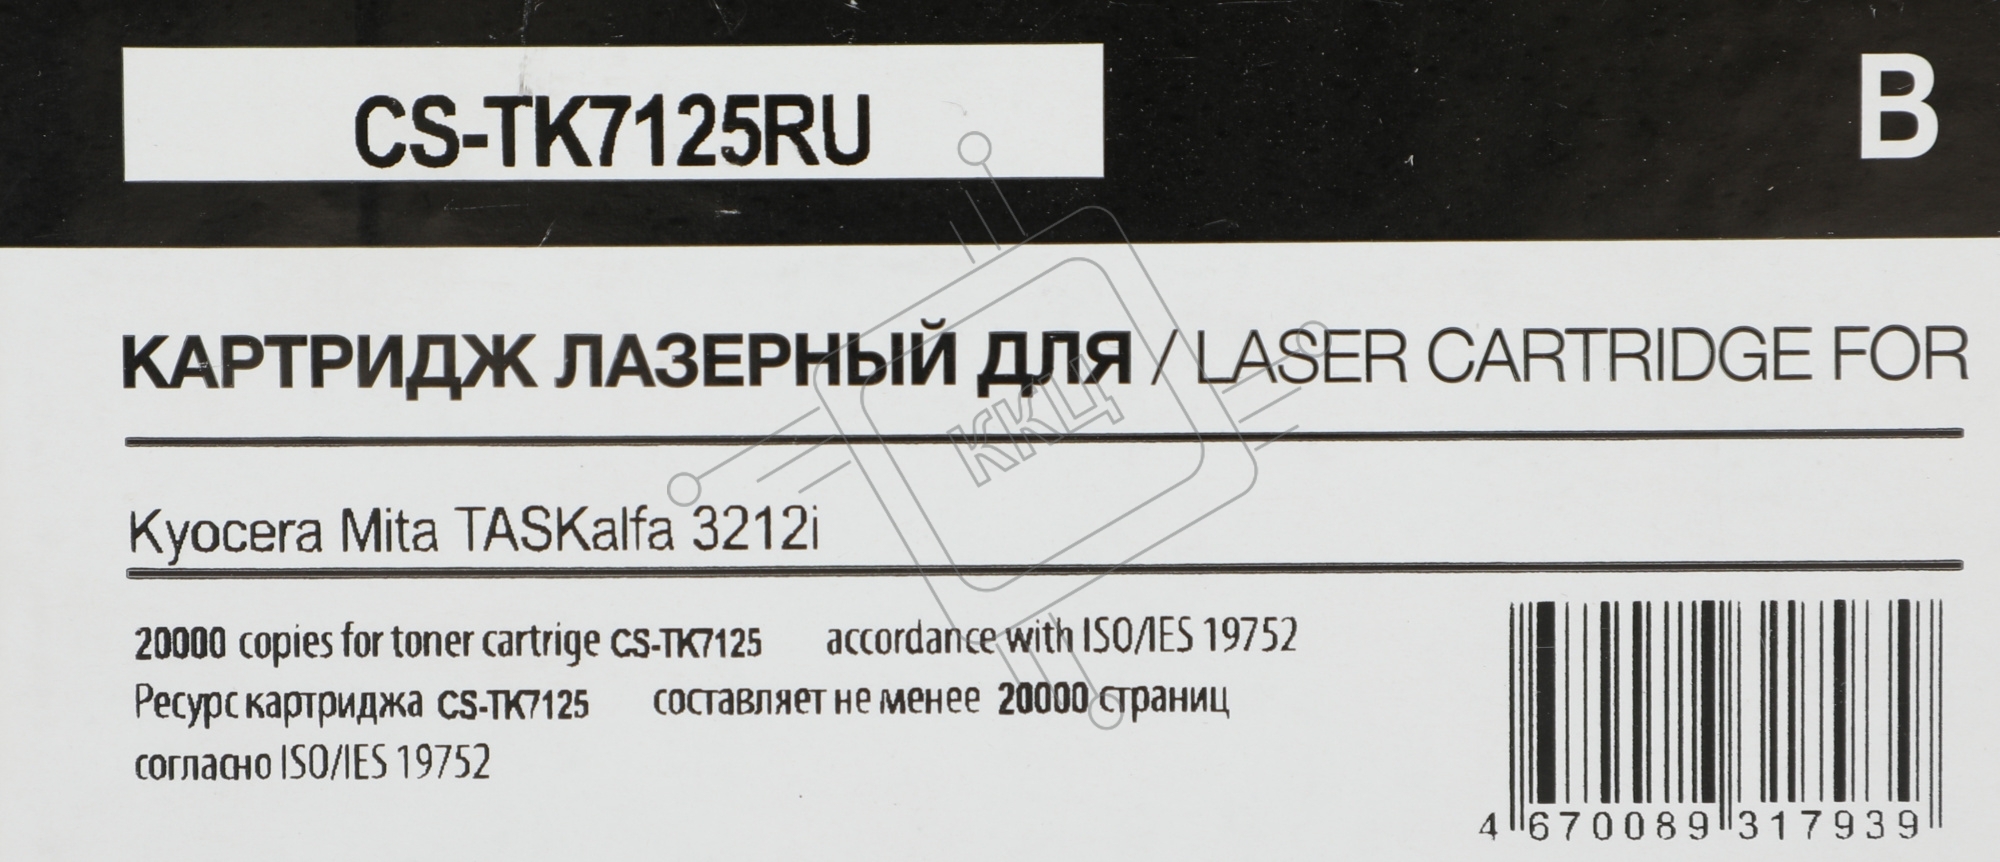 CS-TK7125RU
B
КАРТРИДЖ ЛАЗЕРНЫЙ ДЛЯ / LASER CARTRIDGE FOR
ККЦ
Kyocera Mita TASKalfa 3212i
20000 copies for toner cartrige CS-TK7125 accordance with ISO/IES 19752
Ресурс картриджа CS-TK7125 составляет не менее 20000 страниц
согласно ISO/IES 19752
4 670089 317939